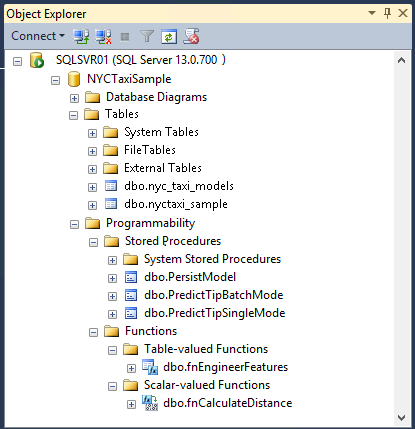 Object Explorer
Connect
SQLSVR01 (SQL Server 13.0.700 )
NYCTaxiSample
Database Diagrams
Tables
System Tables
FileTables
External Tables
dbo.nyc_taxi_models
dbo.nyctaxi_sample
Programmability
Stored Procedures
System Stored Procedures
dbo.PersistModel
dbo.PredictTipBatchMode
dbo.PredictTipSingleMode
Functions
Table-valued Functions
dbo.fnEngineerFeatures
Scalar-valued Functions
dbo.fnCalculateDistance